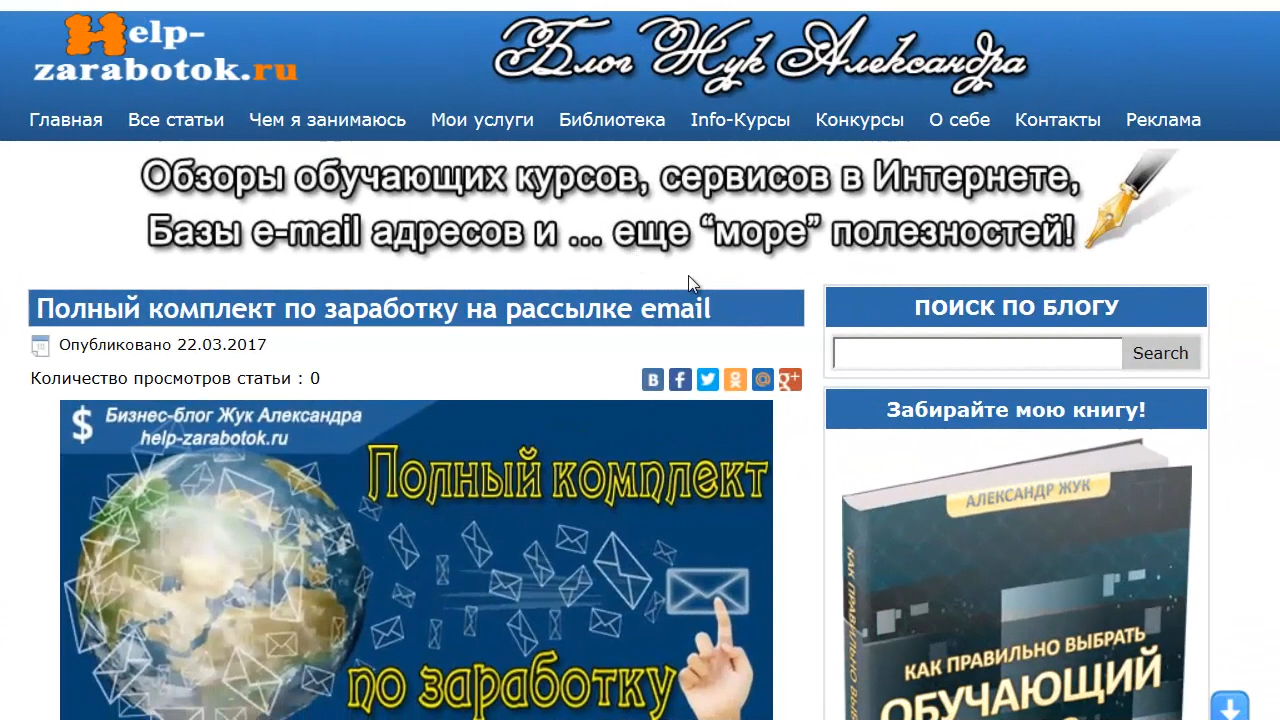 Help-
zarabotok.ru
Блог Жук Александра
Главная Все статьи Чем я занимаюсь Мои услуги Библиотека Info-Курсы Конкурсы О себе Контакты Реклама
Обзоры обучающих курсов, сервисов в Интернете,
Базы e-mail адресов и ... еще “море” полезностей!
Полный комплект по заработку на рассылке email
Опубликовано 22.03.2017
Количество просмотров статьи : 0
$ Бизнес-блог Жук Александра
help-zarabotok.ru
Полный комплект
по заработку
ПОИСК ПО БЛОГУ
Search
Забирайте мою книгу!
АЛЕКСАНДР ЖУК
КАК ПРАВИЛЬНО ВЫБРАТЬ
ОБУЧАЮЩИЙ